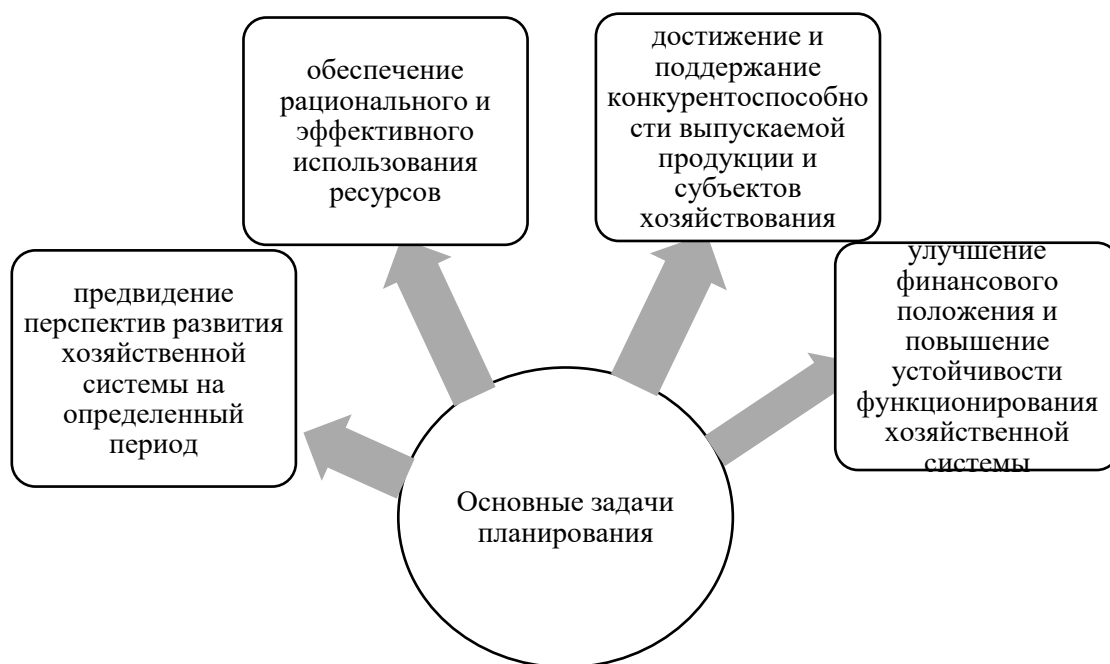 предвидение
перспектив развития
хозяйственной
системы на
определенный
период
обеспечение
рационального и
эффективного
использования
ресурсов
достижение и
поддержание
конкурентоспособно
сти выпускаемой
продукции и
субъектов
хозяйствования
улучшение
финансового
положения и
повышение
устойчивости
функционирования
хозяйственной
системы
Основные задачи
планирования